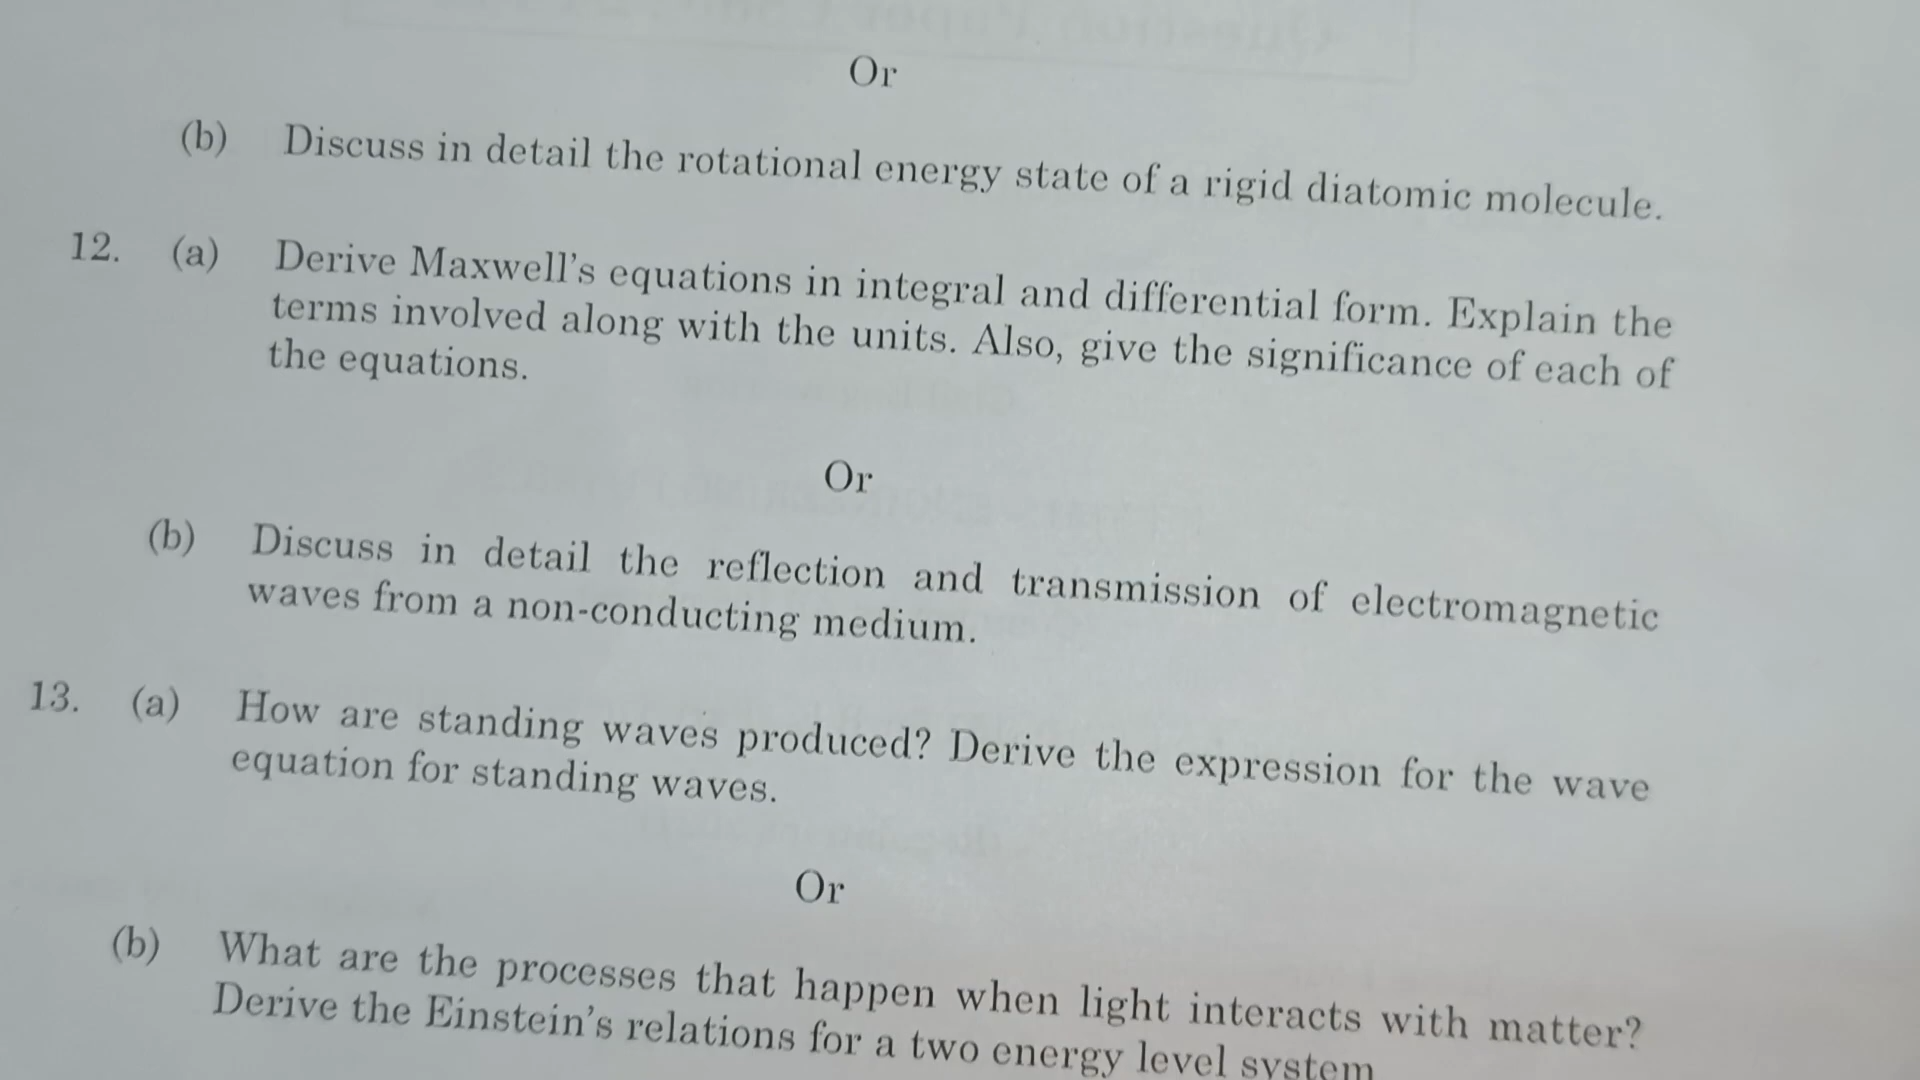 Or
(b) Discuss in detail the rotational energy state of a rigid diatomic molecule.
12. (a) Derive Maxwell's equations in integral and differential form. Explain the
terms involved along with the units. Also, give the significance of each of
the equations.
Or
(b) Discuss in detail the reflection and transmission of electromagnetic
waves from a non-conducting medium.
13. (a) How are standing waves produced? Derive the expression for the wave
equation for standing waves.
Or
(b) What are the processes that happen when light interacts with matter?
Derive the Einstein's relations for a two energy level system